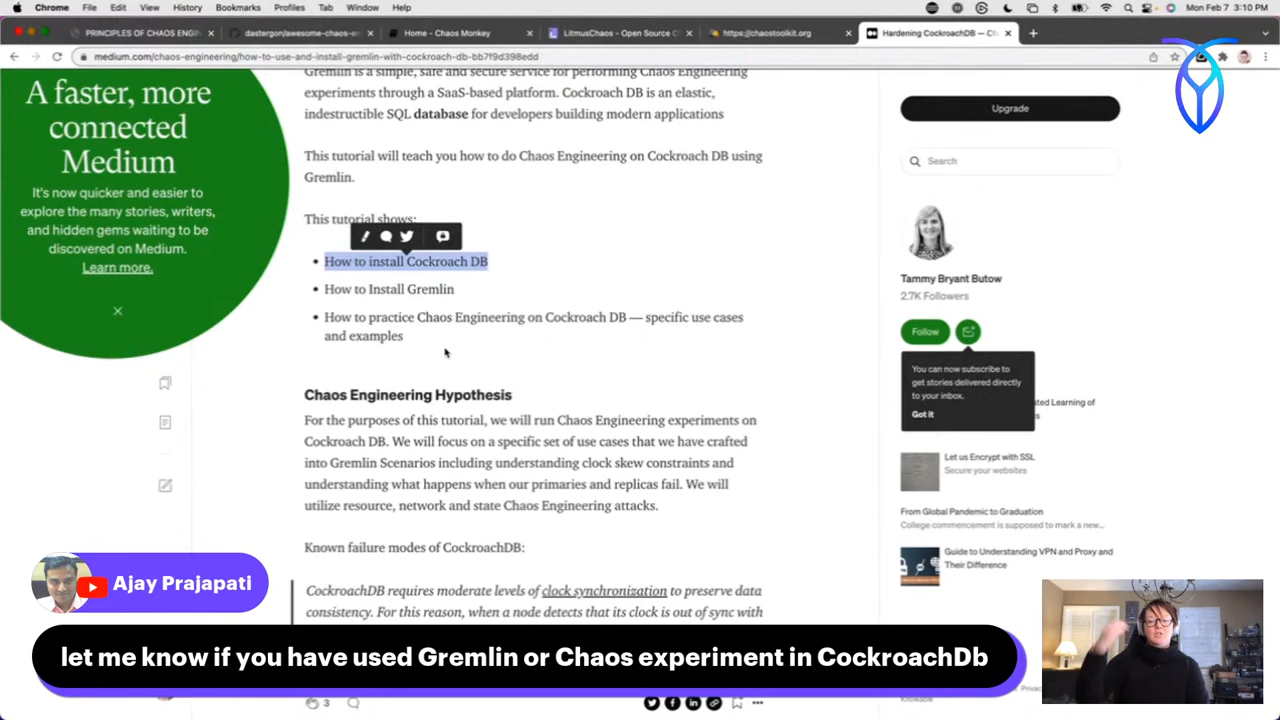 Chrome File Edit View History Bookmarks Profiles Tab Window Help Mon Feb 7 3:10 PM
PRINCIPLES OF CHAOS ENGIN
dastergon/awesome-chaos-en
Home - Chaos Monkey
LitmusChaos - Open Source C
https://chaostoolkit.org
Hardening CockroachDB — Ch
medium.com/chaos-engineering/how-to-use-and-install-gremlin-with-cockroach-db-bb7f9d398edd
A faster, more
connected
Medium
It's now quicker and easier to
explore the many stories, writers,
and hidden gems waiting to be
discovered on Medium.
Learn more.
Gremlin is a simple, safe and secure service for performing Chaos Engineering
experiments through a SaaS-based platform. Cockroach DB is an elastic,
indestructible SQL database for developers building modern applications
This tutorial will teach you how to do Chaos Engineering on Cockroach DB using
Gremlin.
This tutorial shows:
• How to install Cockroach DB
• How to Install Gremlin
• How to practice Chaos Engineering on Cockroach DB — specific use cases
and examples
Chaos Engineering Hypothesis
For the purposes of this tutorial, we will run Chaos Engineering experiments on
Cockroach DB. We will focus on a specific set of use cases that we have crafted
into Gremlin Scenarios including understanding clock skew constraints and
understanding what happens when our primaries and replicas fail. We will
utilize resource, network and state Chaos Engineering attacks.
Known failure modes of CockroachDB:
CockroachDB requires moderate levels of clock synchronization to preserve data
consistency. For this reason, when a node detects that its clock is out of sync with
3
Upgrade
Search
Tammy Bryant Butow
2.7K Followers
Follow
You can now subscribe to
get stories delivered directly
to your inbox.
Got it
ated Learning of
s
Let us Encrypt with SSL
Secure your websites
From Global Pandemic to Graduation
College commencement is supposed to mark a new...
Guide to Understanding VPN and Proxy and
Their Difference
Privac
Knowable
Ajay Prajapati
let me know if you have used Gremlin or Chaos experiment in CockroachDb